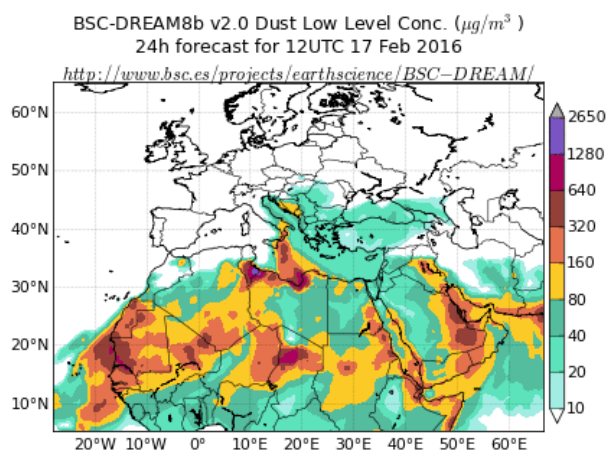 BSC-DREAM8b v2.0 Dust Low Level Conc. (μg/m³ )
24h forecast for 12UTC 17 Feb 2016
http://www.bsc.es/projects/earthscience/BSC−DREAM/
60°N
50°N
40°N
30°N
20°N
10°N
20°W 10°W 0° 10°E 20°E 30°E 40°E 50°E 60°E
2650
1280
640
320
160
80
40
20
10